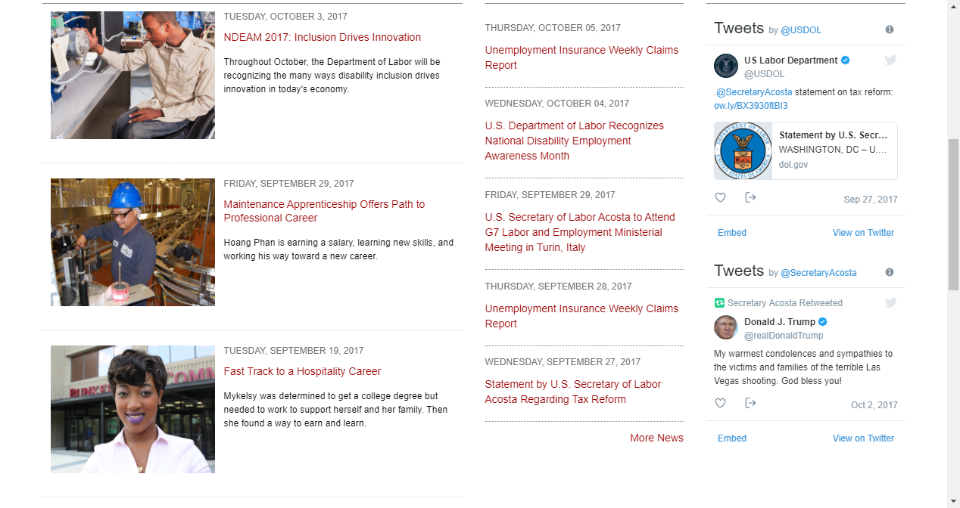 TUESDAY, OCTOBER 3, 2017
NDEAM 2017: Inclusion Drives Innovation
Throughout October, the Department of Labor will be
recognizing the many ways disability inclusion drives
innovation in today's economy.
FRIDAY, SEPTEMBER 29, 2017
Maintenance Apprenticeship Offers Path to
Professional Career
Hoang Phan is earning a salary, learning new skills, and
working his way toward a new career.
TUESDAY, SEPTEMBER 19, 2017
Fast Track to a Hospitality Career
Mykelsy was determined to get a college degree but
needed to work to support herself and her family. Then
she found a way to earn and learn.
THURSDAY, OCTOBER 05, 2017
Unemployment Insurance Weekly Claims
Report
WEDNESDAY, OCTOBER 04, 2017
U.S. Department of Labor Recognizes
National Disability Employment
Awareness Month
FRIDAY, SEPTEMBER 29, 2017
U.S. Secretary of Labor Acosta to Attend
G7 Labor and Employment Ministerial
Meeting in Turin, Italy
THURSDAY, SEPTEMBER 28, 2017
Unemployment Insurance Weekly Claims
Report
WEDNESDAY, SEPTEMBER 27, 2017
Statement by U.S. Secretary of Labor
Acosta Regarding Tax Reform
More News
Tweets by @USDOL
US Labor Department
@USDOL
.@SecretaryAcosta statement on tax reform:
ow.ly/BX3930ftBI3
Statement by U.S. Secr...
WASHINGTON, DC – U....
dol.gov
Sep 27, 2017
Embed View on Twitter
Tweets by @SecretaryAcosta
Secretary Acosta Retweeted
Donald J. Trump
@realDonaldTrump
My warmest condolences and sympathies to
the victims and families of the terrible Las
Vegas shooting. God bless you!
Oct 2, 2017
Embed View on Twitter